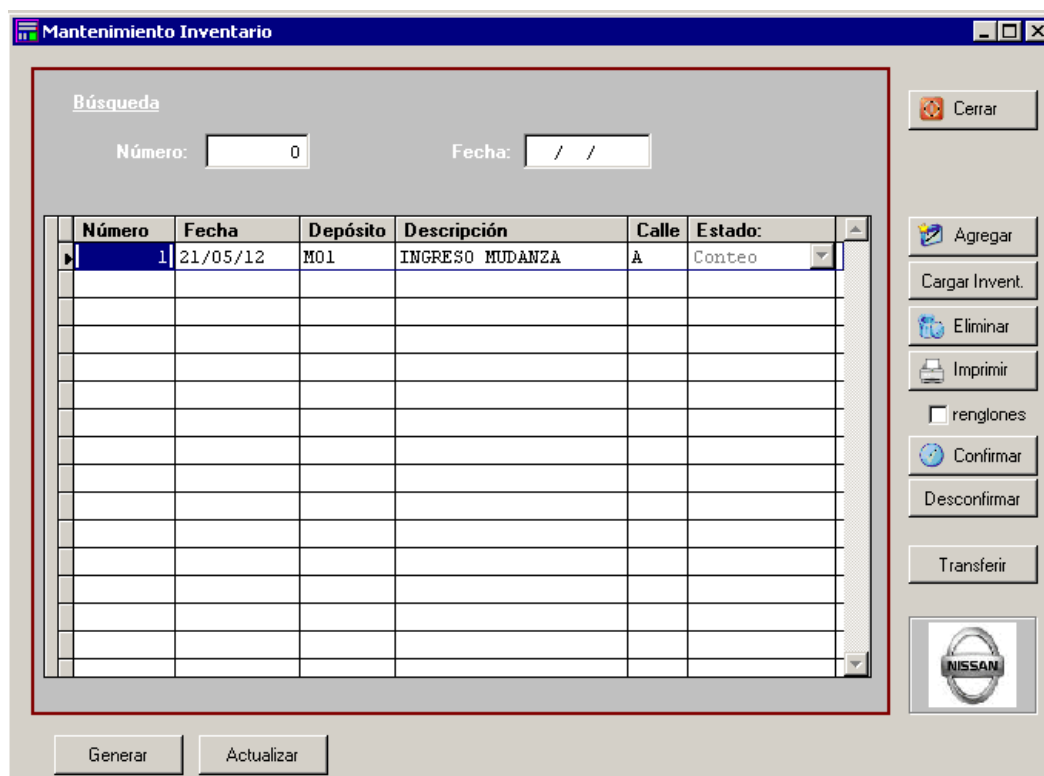 Mantenimiento Inventario
Búsqueda
Número: 0 Fecha: / /
Número Fecha Depósito Descripción Calle Estado:
1 21/05/12 M01 INGRESO MUDANZA A Conteo
Cerrar
Agregar
Cargar Invent.
Eliminar
Imprimir
renglones
Confirmar
Desconfirmar
Transferir
NISSAN
Generar Actualizar